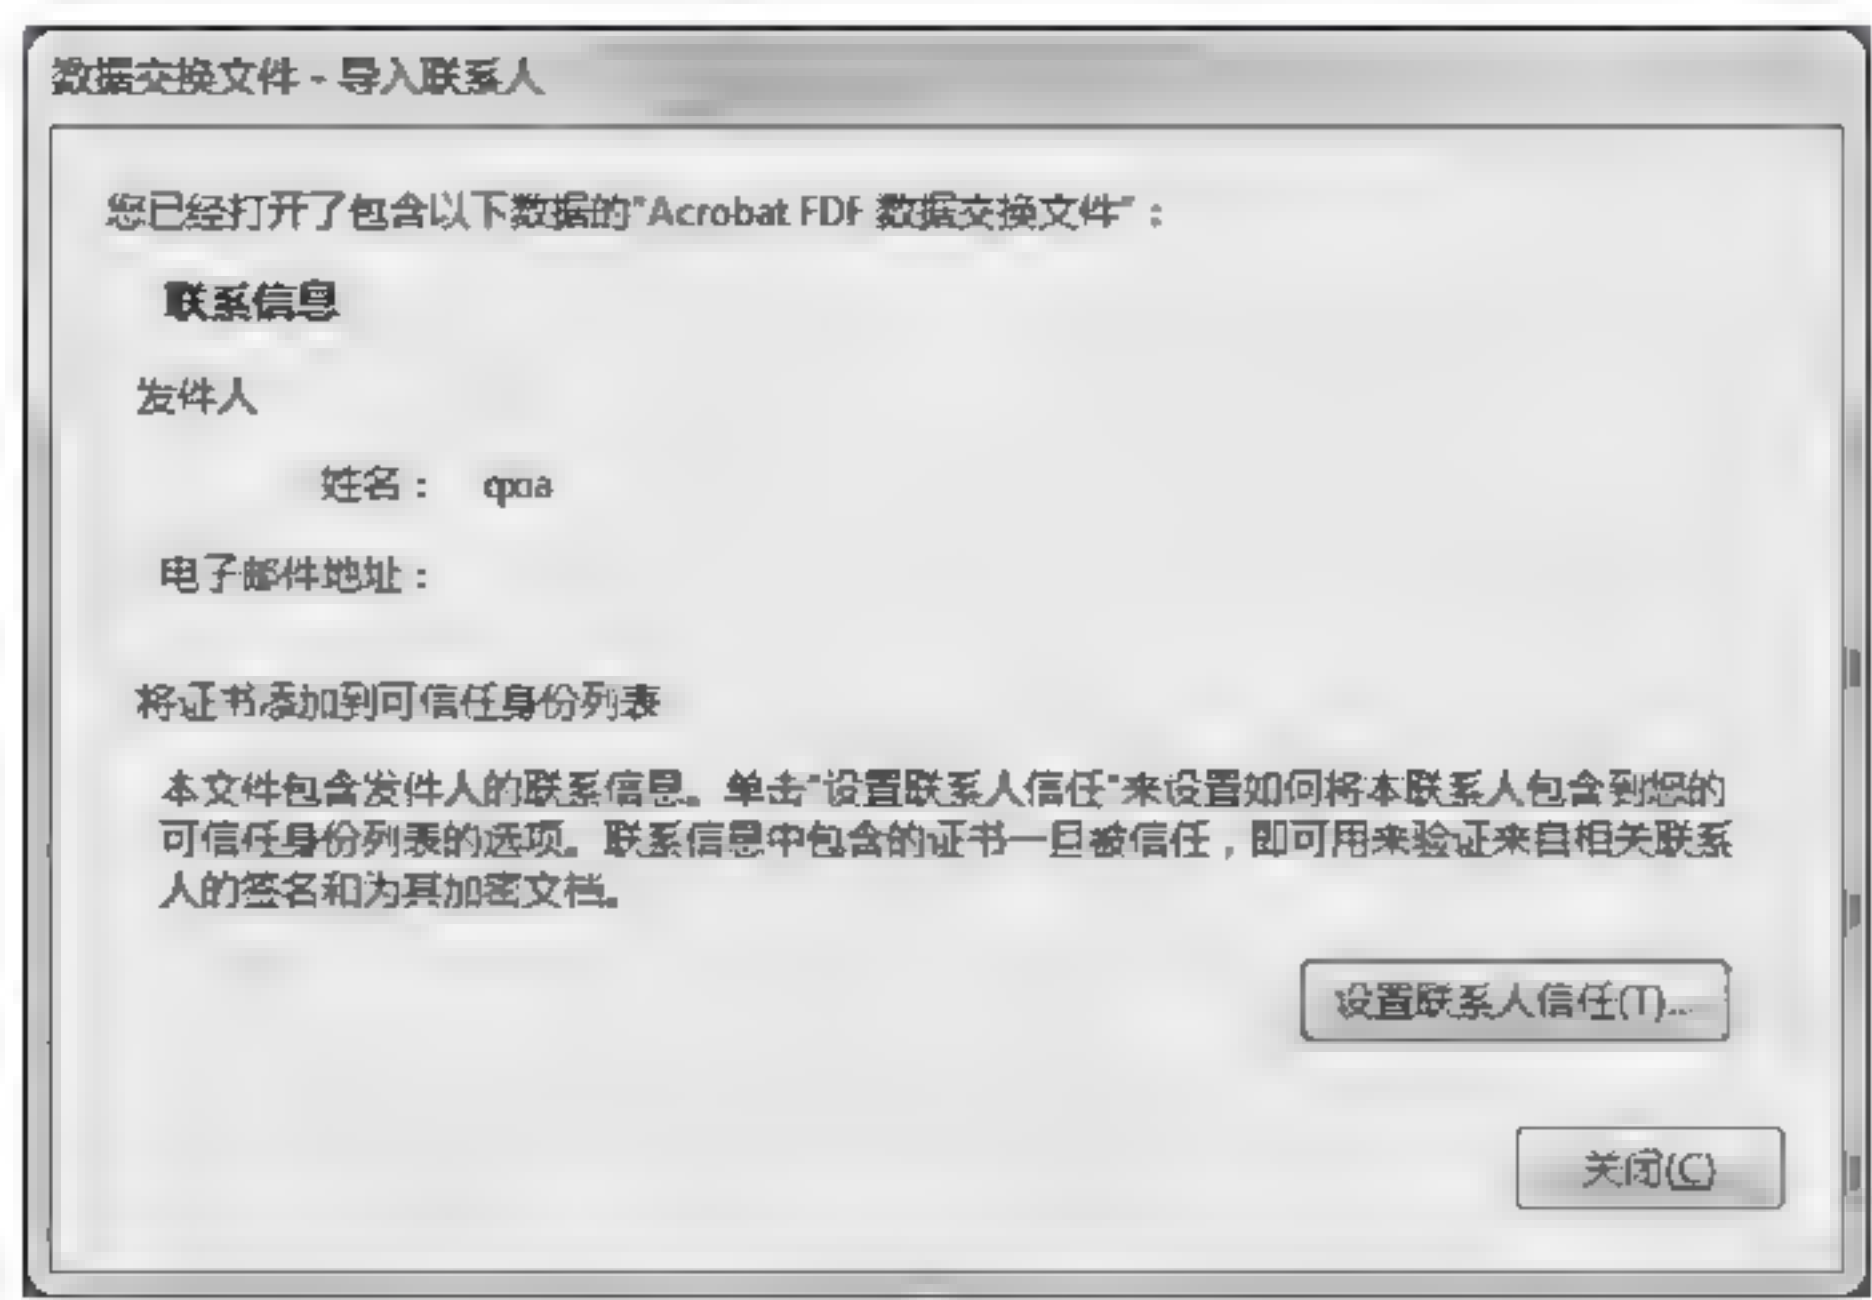 数据交换文件 - 导入联系人
您已经打开了包含以下数据的"Acrobat FDF 数据交换文件"：
联系信息
发件人
姓名：
电子邮件地址：
将证书添加到可信任身份列表
本文件包含发件人的联系信息。单击"设置联系人信任"来设置如何将本联系人包含到您的
可信任身份列表的选项。联系信息中包含的证书一旦被信任，即可用来验证来自相关联系
人的签名和为其加密文档。
设置联系人信任(T)...
关闭(C)